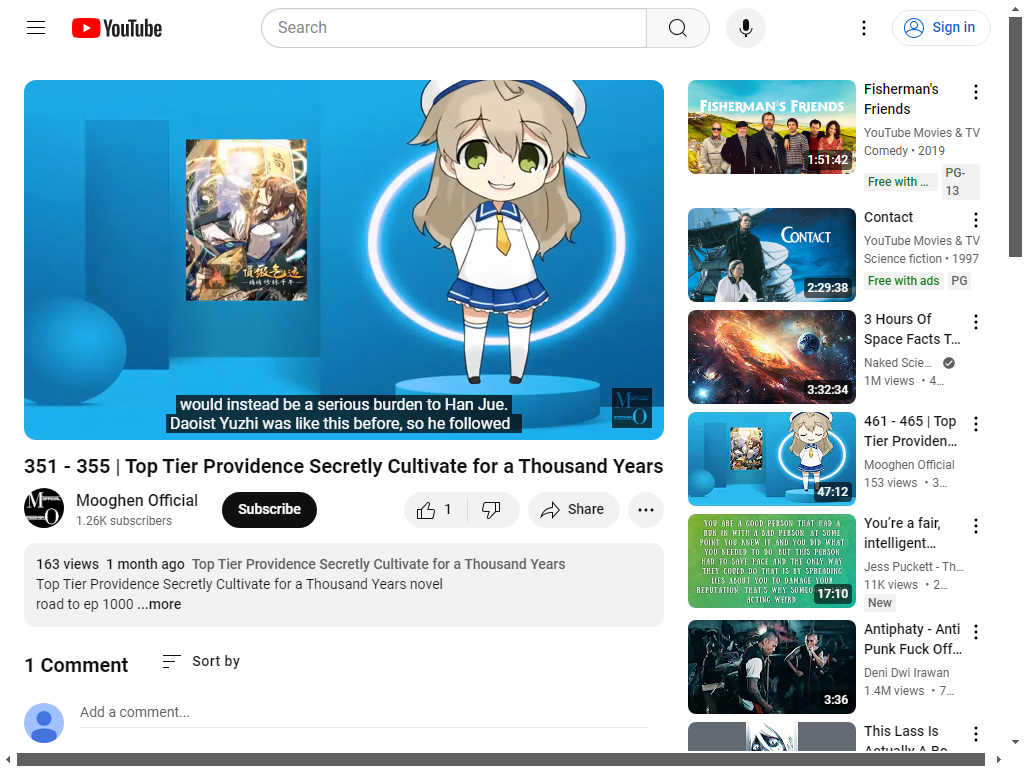 YouTube
Search
Sign in
would instead be a serious burden to Han Jue.
Daoist Yuzhi was like this before, so he followed
351 - 355 | Top Tier Providence Secretly Cultivate for a Thousand Years
Mooghen Official
1.26K subscribers
Subscribe
1
Share
163 views 1 month ago Top Tier Providence Secretly Cultivate for a Thousand Years
Top Tier Providence Secretly Cultivate for a Thousand Years novel
road to ep 1000 ...more
1 Comment
Sort by
Add a comment...
FISHERMAN'S FRIENDS
1:51:42
Fisherman's
Friends
YouTube Movies & TV
Comedy • 2019
Free with ...
PG-
13
CONTACT
2:29:38
Contact
YouTube Movies & TV
Science fiction • 1997
Free with ads
PG
3:32:34
3 Hours Of
Space Facts T...
Naked Scie...
1M views • 4...
47:12
461 - 465 | Top
Tier Providen...
Mooghen Official
153 views • 3...
YOU ARE A GOOD PERSON THAT HAD A
RUN IN WITH A BAD PERSON. AT SOME
POINT YOU KNEW IT AND YOU DID WHAT
YOU NEEDED TO DO. BUT THIS PERSON
HAD TO SAVE FACE AND THE ONLY WAY
THEY COULD DO THAT IS BY SPREADING
LIES ABOUT YOU TO DAMAGE YOUR
REPUTATION. THAT'S WHY
ACTING WEIRD.
17:10
You're a fair,
intelligent...
Jess Puckett - Th...
11K views • 2...
New
3:36
Antiphaty - Anti
Punk Fuck Off...
Deni Dwi Irawan
1.4M views • 7...
This Lass Is
Actually A Bo